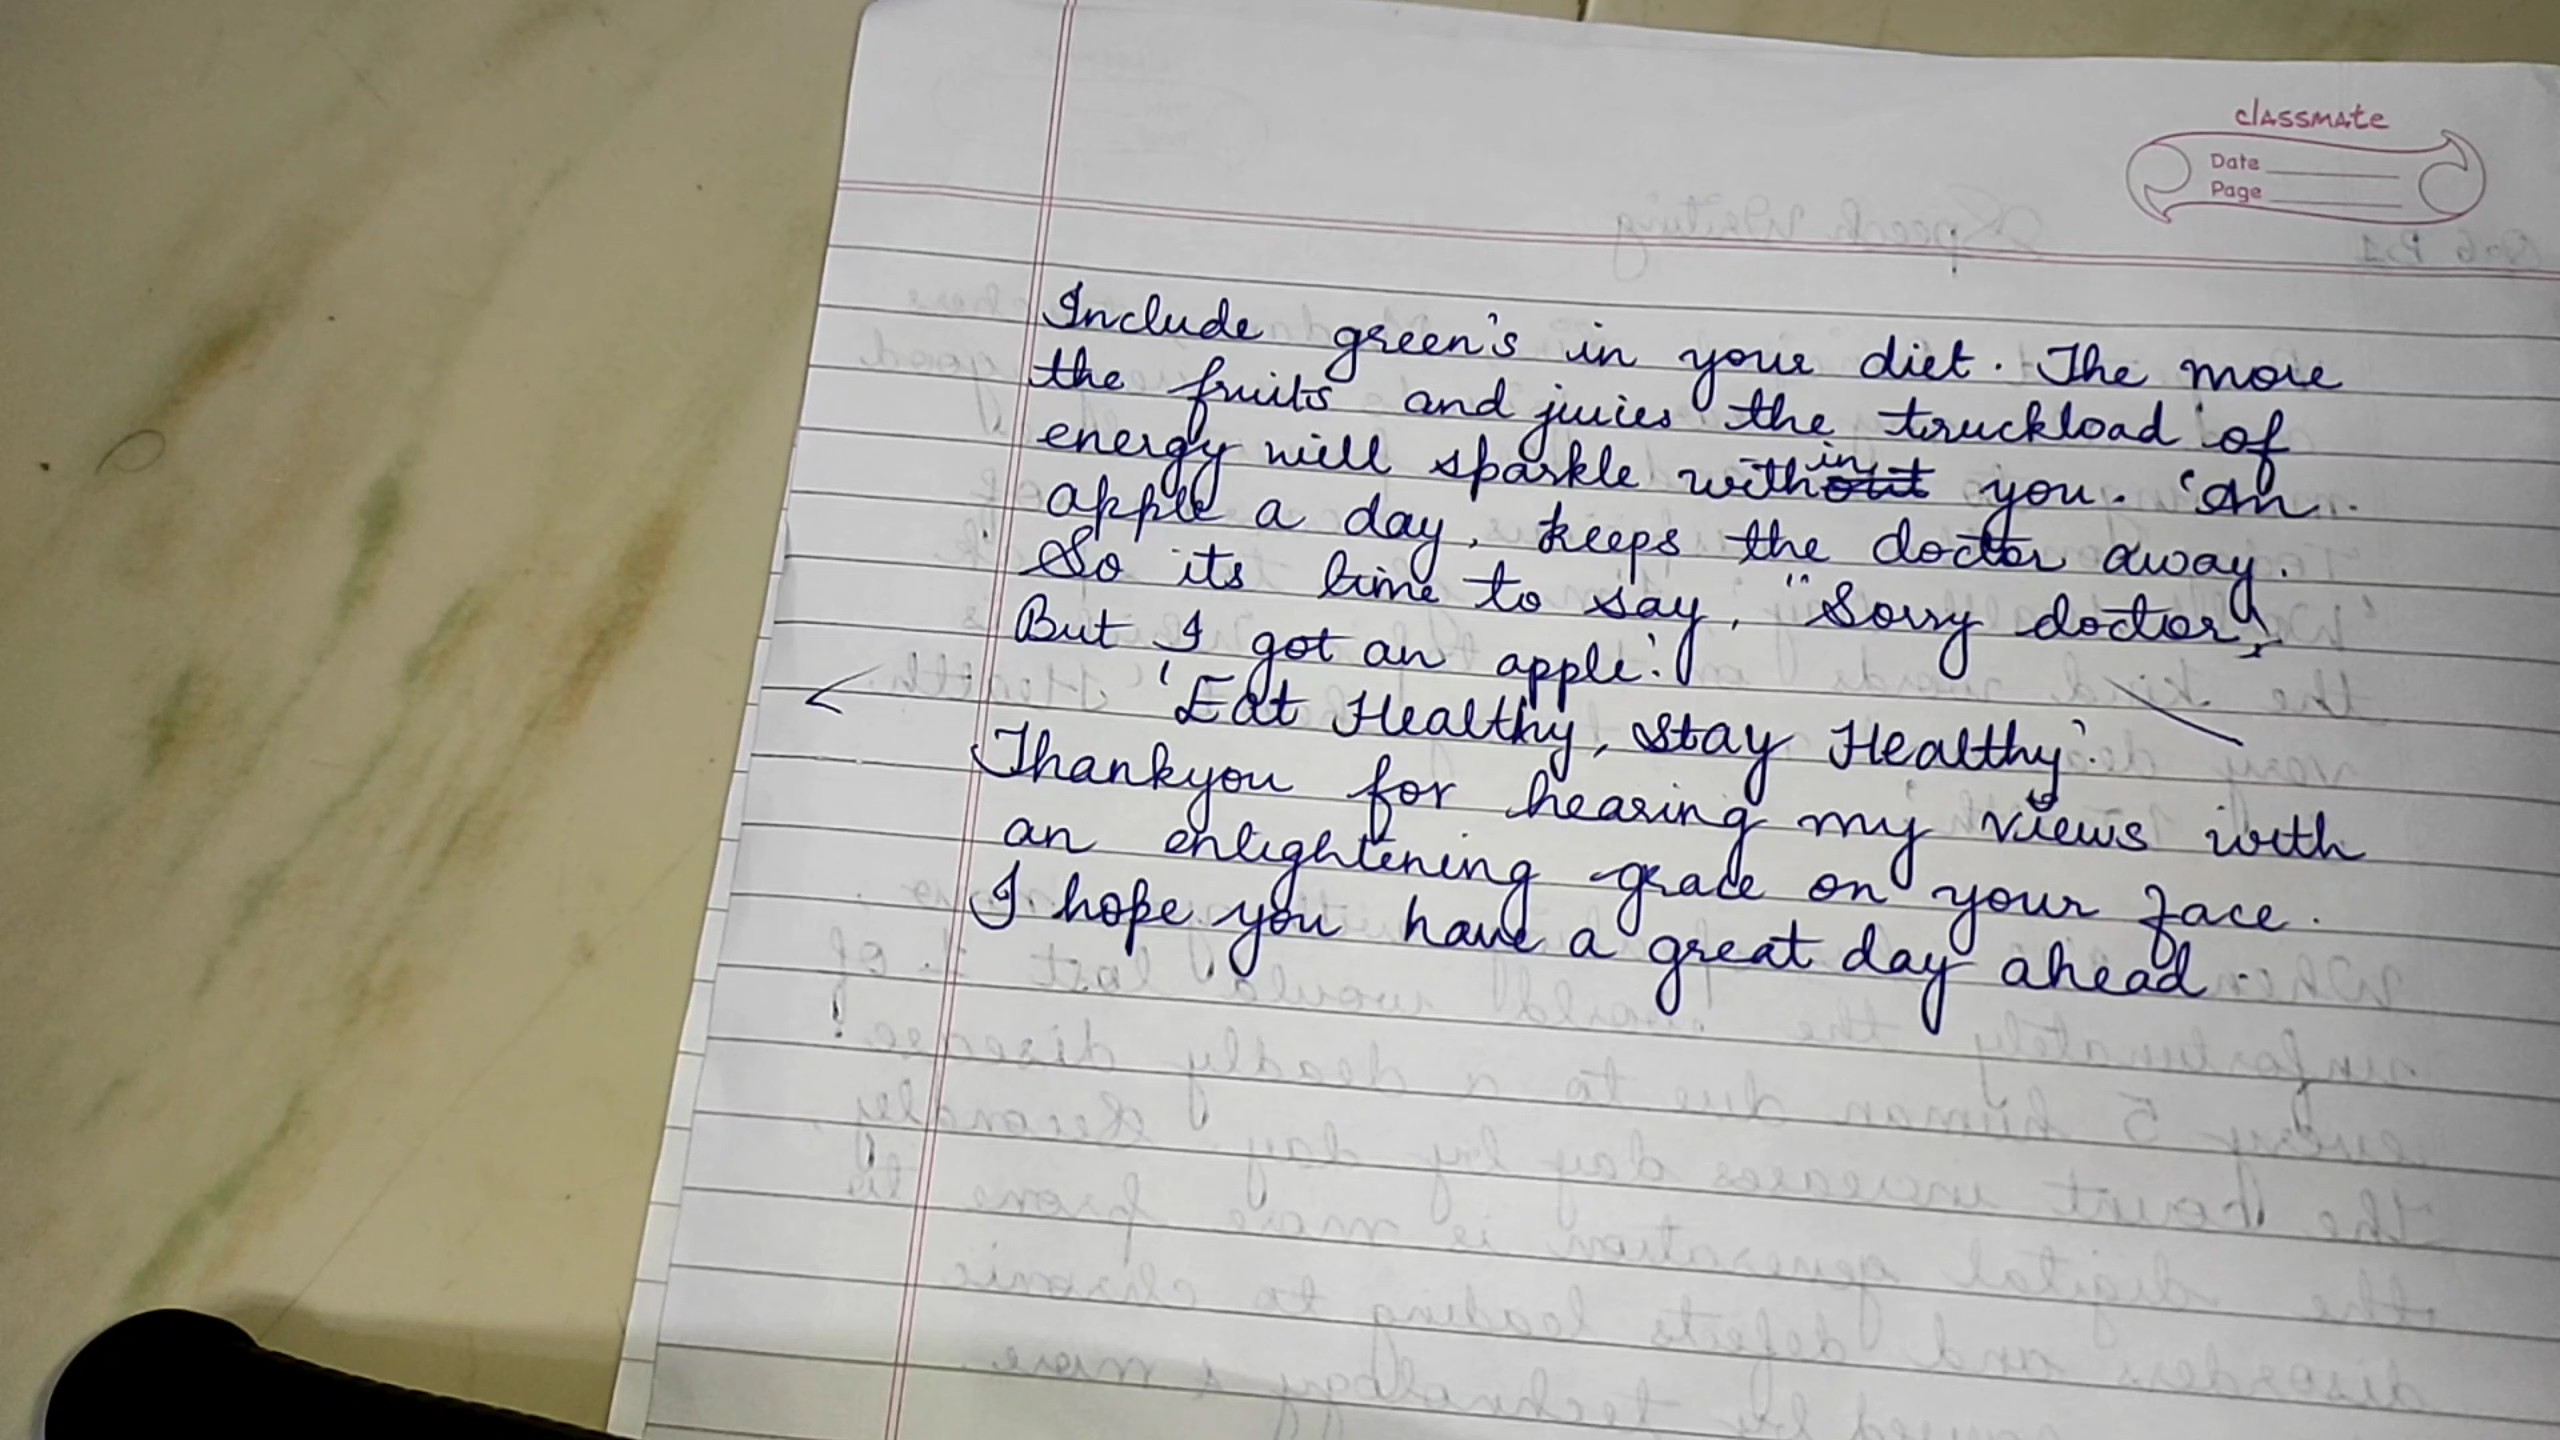 classmate
Date
Page
Include green's in your diet. The more
the fruits and juices the truckload of
energy will sparkle within you. 'An
apple a day, keeps the doctor away.
So its time to say, "Sorry doctor,
But I got an apple'.
'Eat Healthy, Stay Healthy'.
Thankyou for hearing my views with
an enlightening grace on your face.
I hope you have a great day ahead.